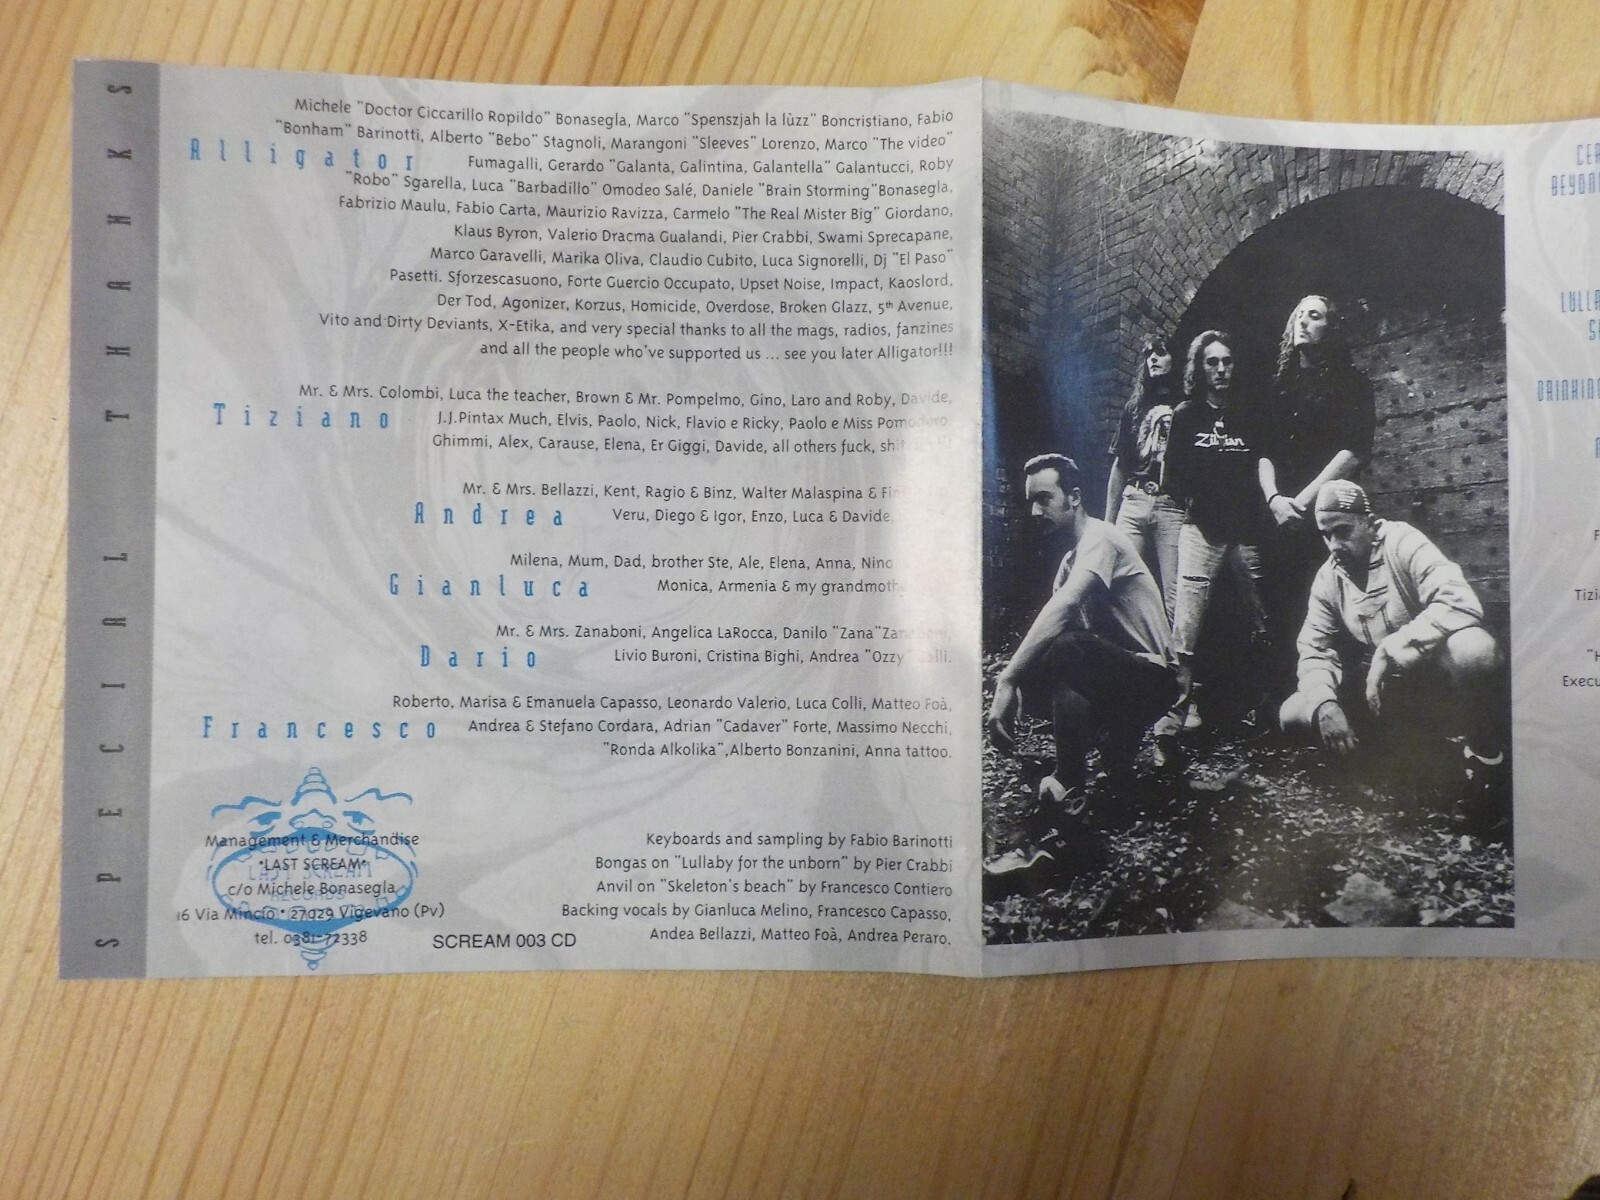 SPECIAL THANKS
Michele "Doctor Ciccarillo Ropildo" Bonasegla, Marco "Spenszjah la lùzz" Boncristiano, Fabio
"Bonham" Barinotti, Alberto "Bebo" Stagnoli, Marangoni "Sleeves" Lorenzo, Marco "The video"
Alligator
Fumagalli, Gerardo "Galanta, Galintina, Galantella" Galantucci, Roby
"Robo" Sgarella, Luca "Barbadillo" Omodeo Salé, Daniele "Brain Storming"Bonasegla,
Fabrizio Maulu, Fabio Carta, Maurizio Ravizza, Carmelo "The Real Mister Big" Giordano,
Klaus Byron, Valerio Dracma Gualandi, Pier Crabbi, Swami Sprecapane,
Marco Garavelli, Marika Oliva, Claudio Cubito, Luca Signorelli, Dj "El Paso"
Pasetti. Sforzescasuono, Forte Guercio Occupato, Upset Noise, Impact, Kaoslord,
Der Tod, Agonizer, Korzus, Homicide, Overdose, Broken Glazz, 5th Avenue,
Vito and Dirty Deviants, X-Etika, and very special thanks to all the mags, radios, fanzines
and all the people who've supported us ... see you later Alligator!!!
Mr. & Mrs. Colombi, Luca the teacher, Brown & Mr. Pompelmo, Gino, Laro and Roby, Davide,
Tiziano
J.J.Pintax Much, Elvis, Paolo, Nick, Flavio e Ricky, Paolo e Miss Pomodoro
Ghimmi, Alex, Carause, Elena, Er Giggi, Davide, all others fuck,
Mr. & Mrs. Bellazzi, Kent, Ragio & Binz, Walter Malaspina &
Andrea
Veru, Diego & Igor, Enzo, Luca & Davide,
Milena, Mum, Dad, brother Ste, Ale, Elena, Anna, Nino
Gianluca
Monica, Armenia & my
Mr. & Mrs. Zanaboni, Angelica LaRocca, Danilo "Zana"Zanaboni,
Dario
Livio Buroni, Cristina Bighi, Andrea "Ozzy"
Roberto, Marisa & Emanuela Capasso, Leonardo Valerio, Luca Colli, Matteo Foà,
Francesco
Andrea & Stefano Cordara, Adrian "Cadaver" Forte, Massimo Necchi,
"Ronda Alkolika",Alberto Bonzanini, Anna tattoo.
Management & Merchandise
"LAST SCREAM"
LAST SCREAM
RECORDS
c/o Michele Bonasegla
16 Via Mincio • 27029 Vigevano (Pv)
tel. 0381-72338
SCREAM 003 CD
Keyboards and sampling by Fabio Barinotti
Bongas on "Lullaby for the unborn" by Pier Crabbi
Anvil on "Skeleton's beach" by Francesco Contiero
Backing vocals by Gianluca Melino, Francesco Capasso,
Andea Bellazzi, Matteo Foà, Andrea Peraro.
Zildjian